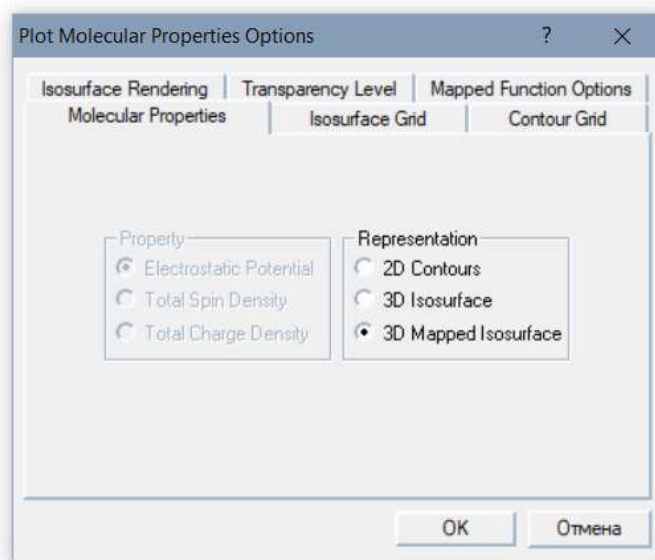 Plot Molecular Properties Options ?
Isosurface Rendering Transparency Level Mapped Function Options
Molecular Properties Isosurface Grid Contour Grid
Property
Electrostatic Potential
Total Spin Density
Total Charge Density
Representation
2D Contours
3D Isosurface
3D Mapped Isosurface
OK Отмена